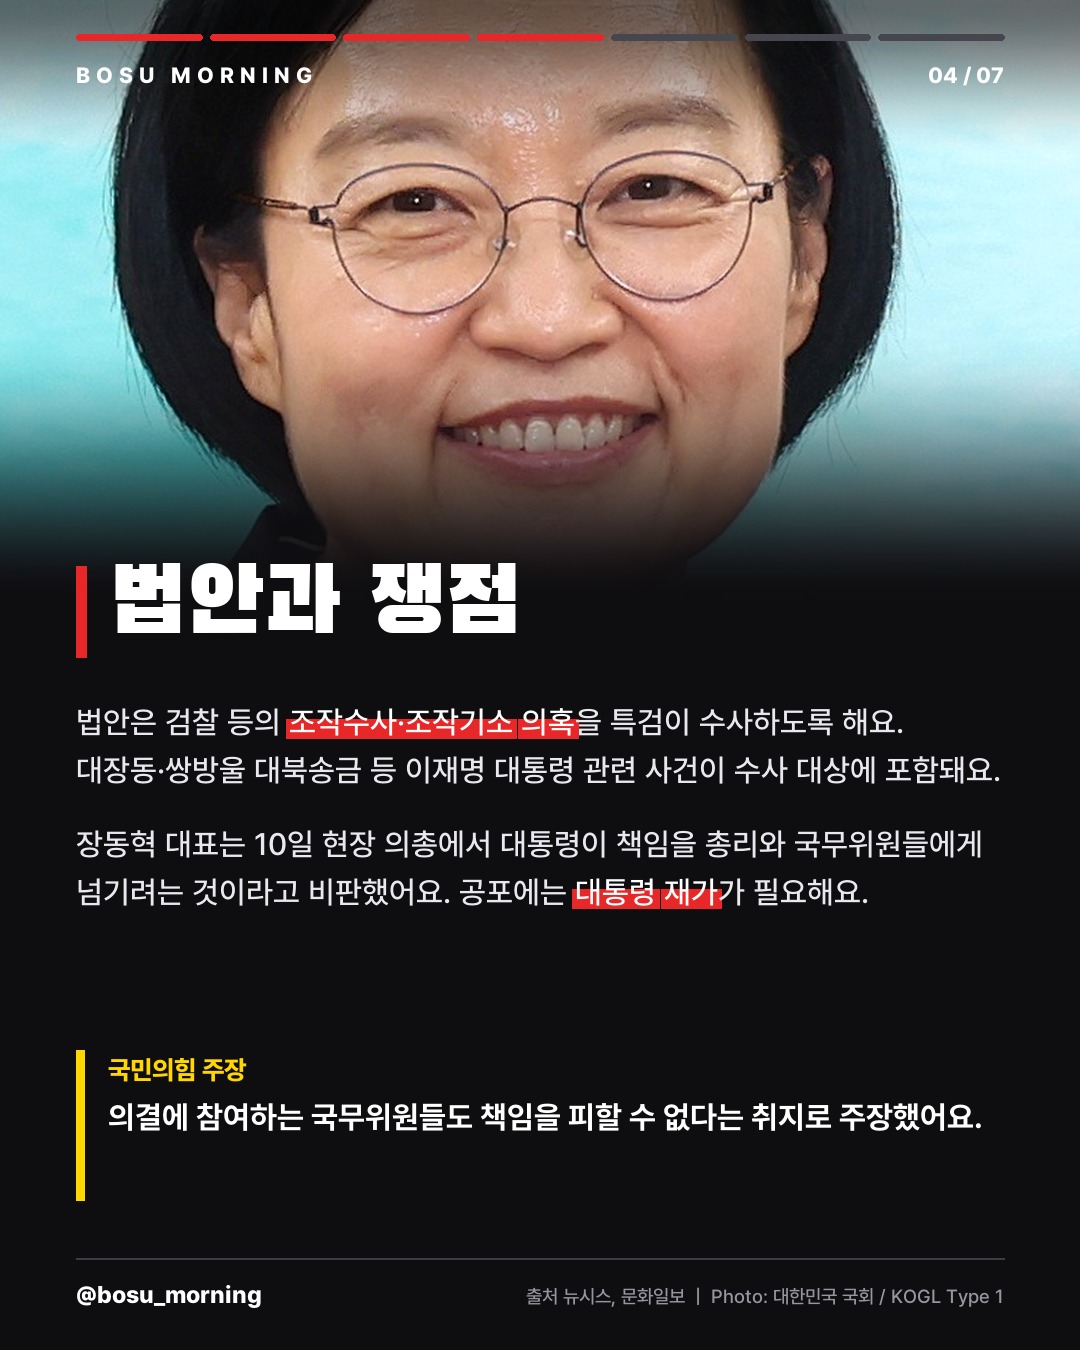 BOSU MORNING
04 / 07
법안과 쟁점
법안은 검찰 등의 조작수사·조작기소 의혹을 특검이 수사하도록 해요.
대장동·쌍방울 대북송금 등 이재명 대통령 관련 사건이 수사 대상에 포함돼요.
장동혁 대표는 10일 현장 의총에서 대통령이 책임을 총리와 국무위원들에게
넘기려는 것이라고 비판했어요. 공포에는 대통령 재가가 필요해요.
국민의힘 주장
의결에 참여하는 국무위원들도 책임을 피할 수 없다는 취지로 주장했어요.
@bosu_morning
출처 뉴시스, 문화일보 | Photo: 대한민국 국회 / KOGL Type 1